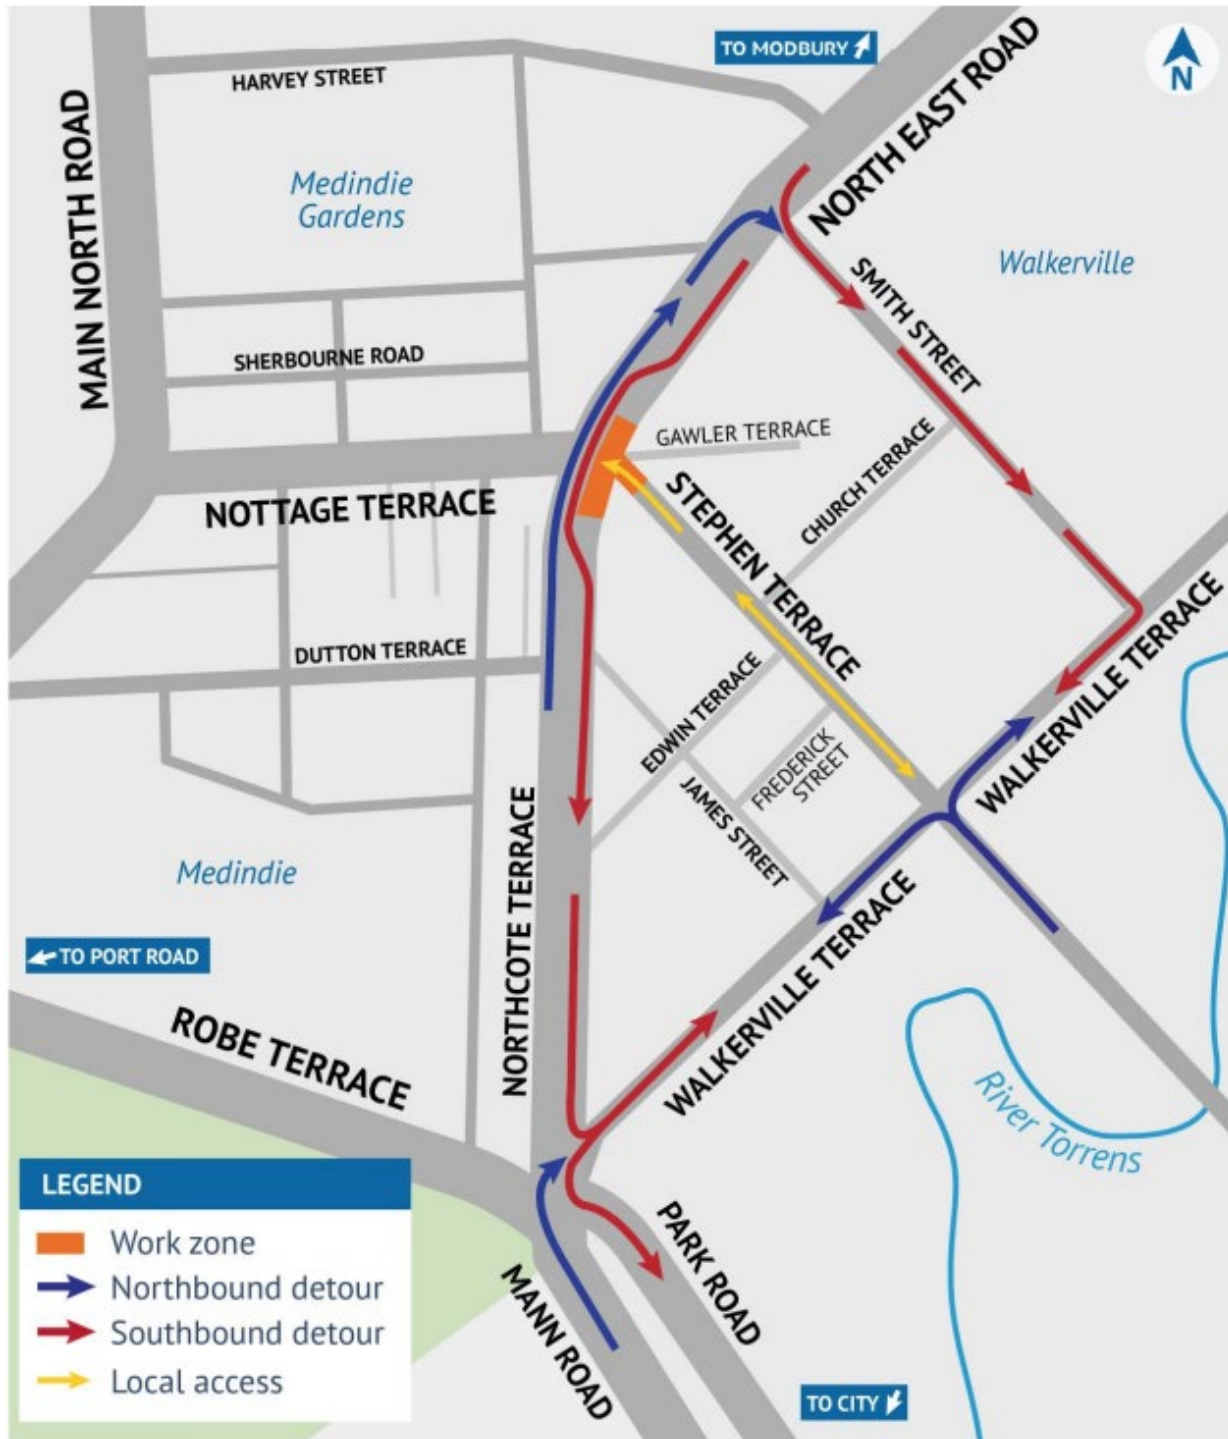 TO MODBURY
N
HARVEY STREET
NORTH EAST ROAD
MAIN NORTH ROAD
Medindie
Gardens
Walkerville
SMITH STREET
SHERBOURNE ROAD
GAWLER TERRACE
CHURCH TERRACE
NOTTAGE TERRACE
STEPHEN TERRACE
DUTTON TERRACE
EDWIN TERRACE
WALKERVILLE TERRACE
FREDERICK
STREET
JAMES STREET
NORTHCOTE TERRACE
Medindie
WALKERVILLE TERRACE
TO PORT ROAD
ROBE TERRACE
River Torrens
LEGEND
Work zone
Northbound detour
Southbound detour
Local access
PARK ROAD
MANN ROAD
TO CITY